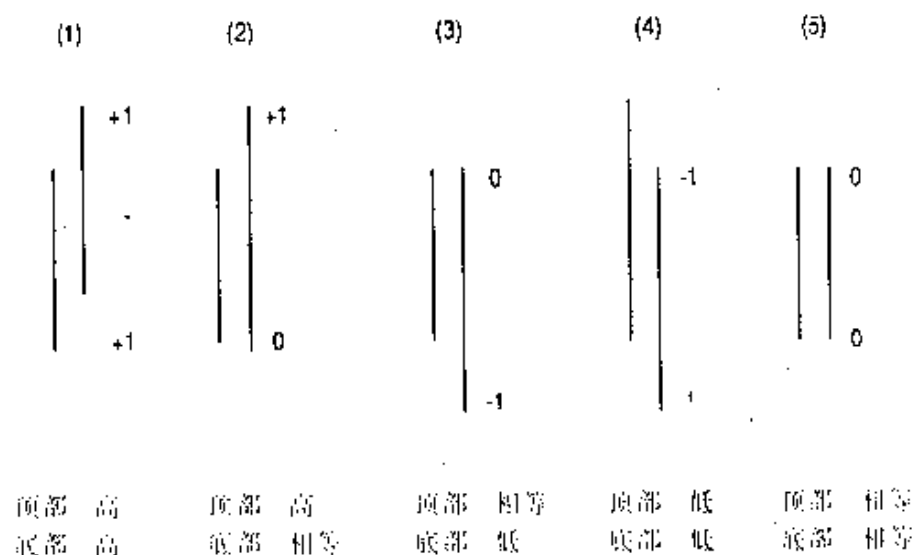 (1) (2) (3) (4) (5)
+1 +1
0 -1 0
+1 0 0
-1 1
顶部 高 顶部 高 顶部 相等 顶部 低 顶部 相等
底部 高 底部 相等 底部 低 底部 低 底部 相等